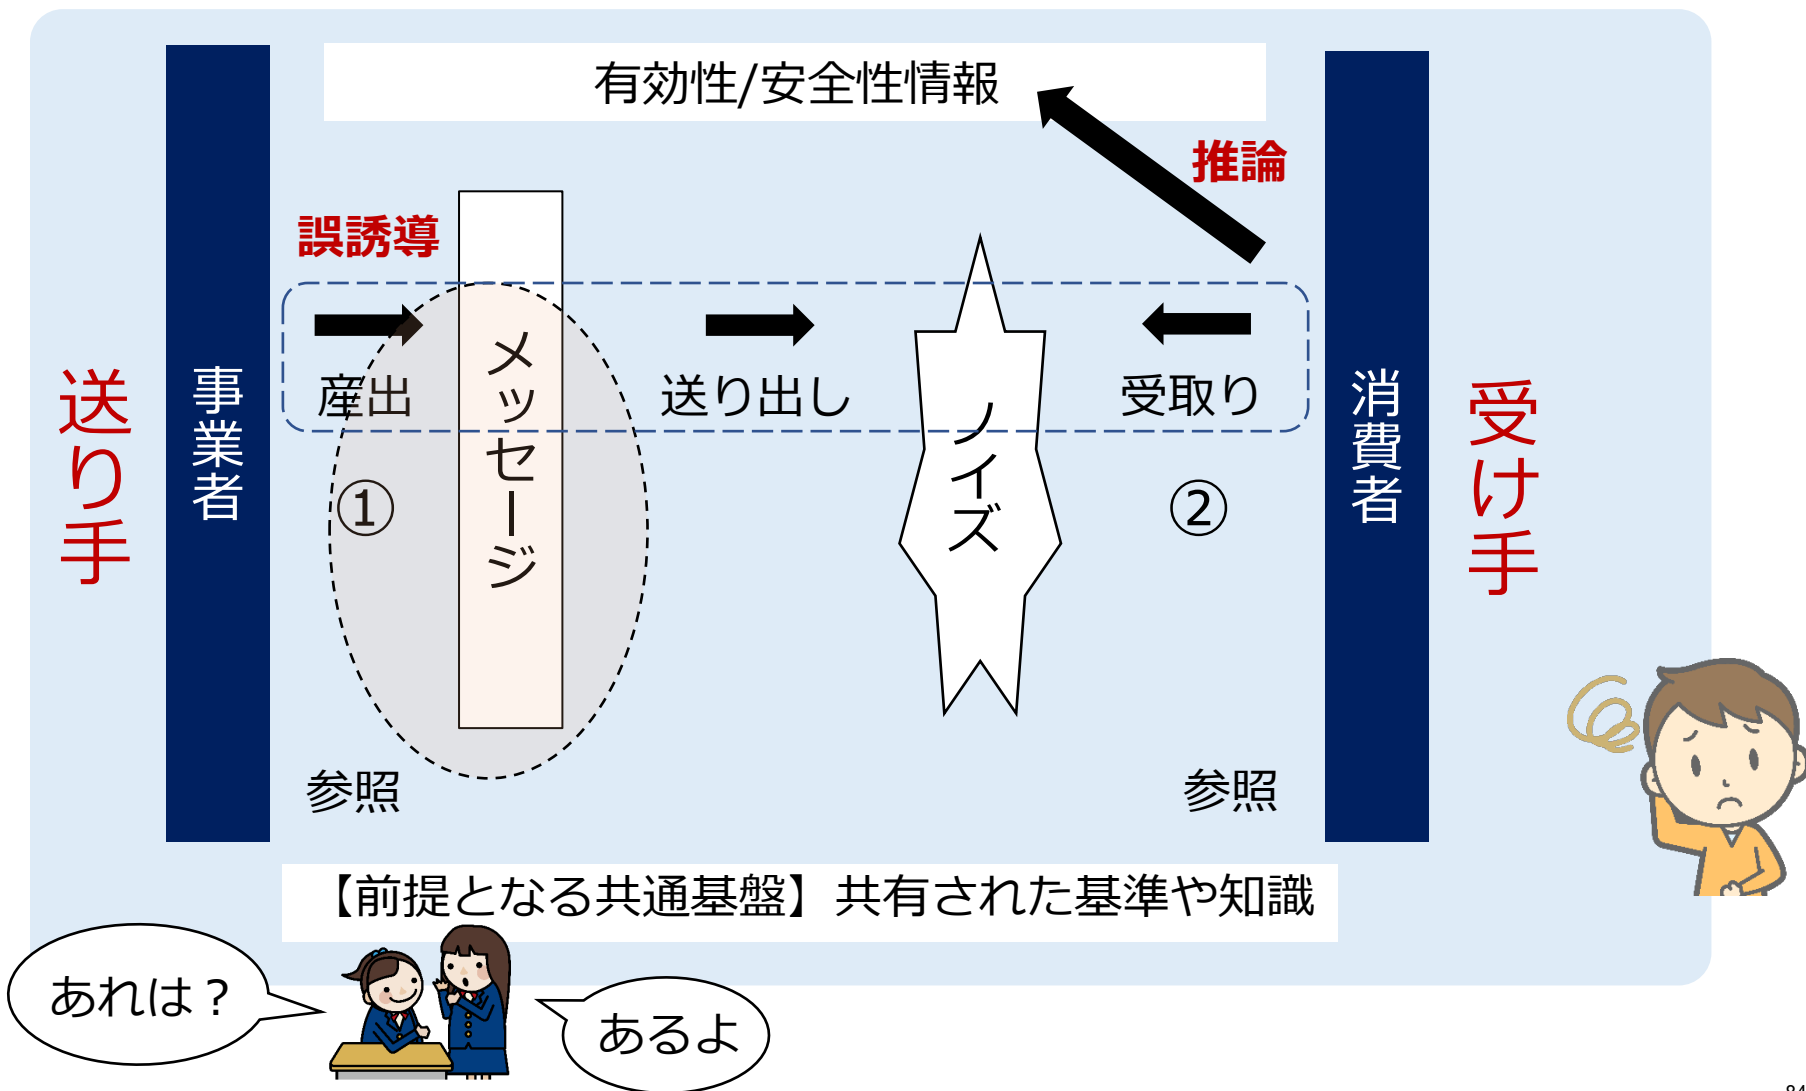 有効性/安全性情報
推論
誤誘導
送り手
事業者
産出
メッセージ
送り出し
ノイズ
受取り
消費者
受け手
①
②
参照
参照
【前提となる共通基盤】共有された基準や知識
あれは？
あるよ
84